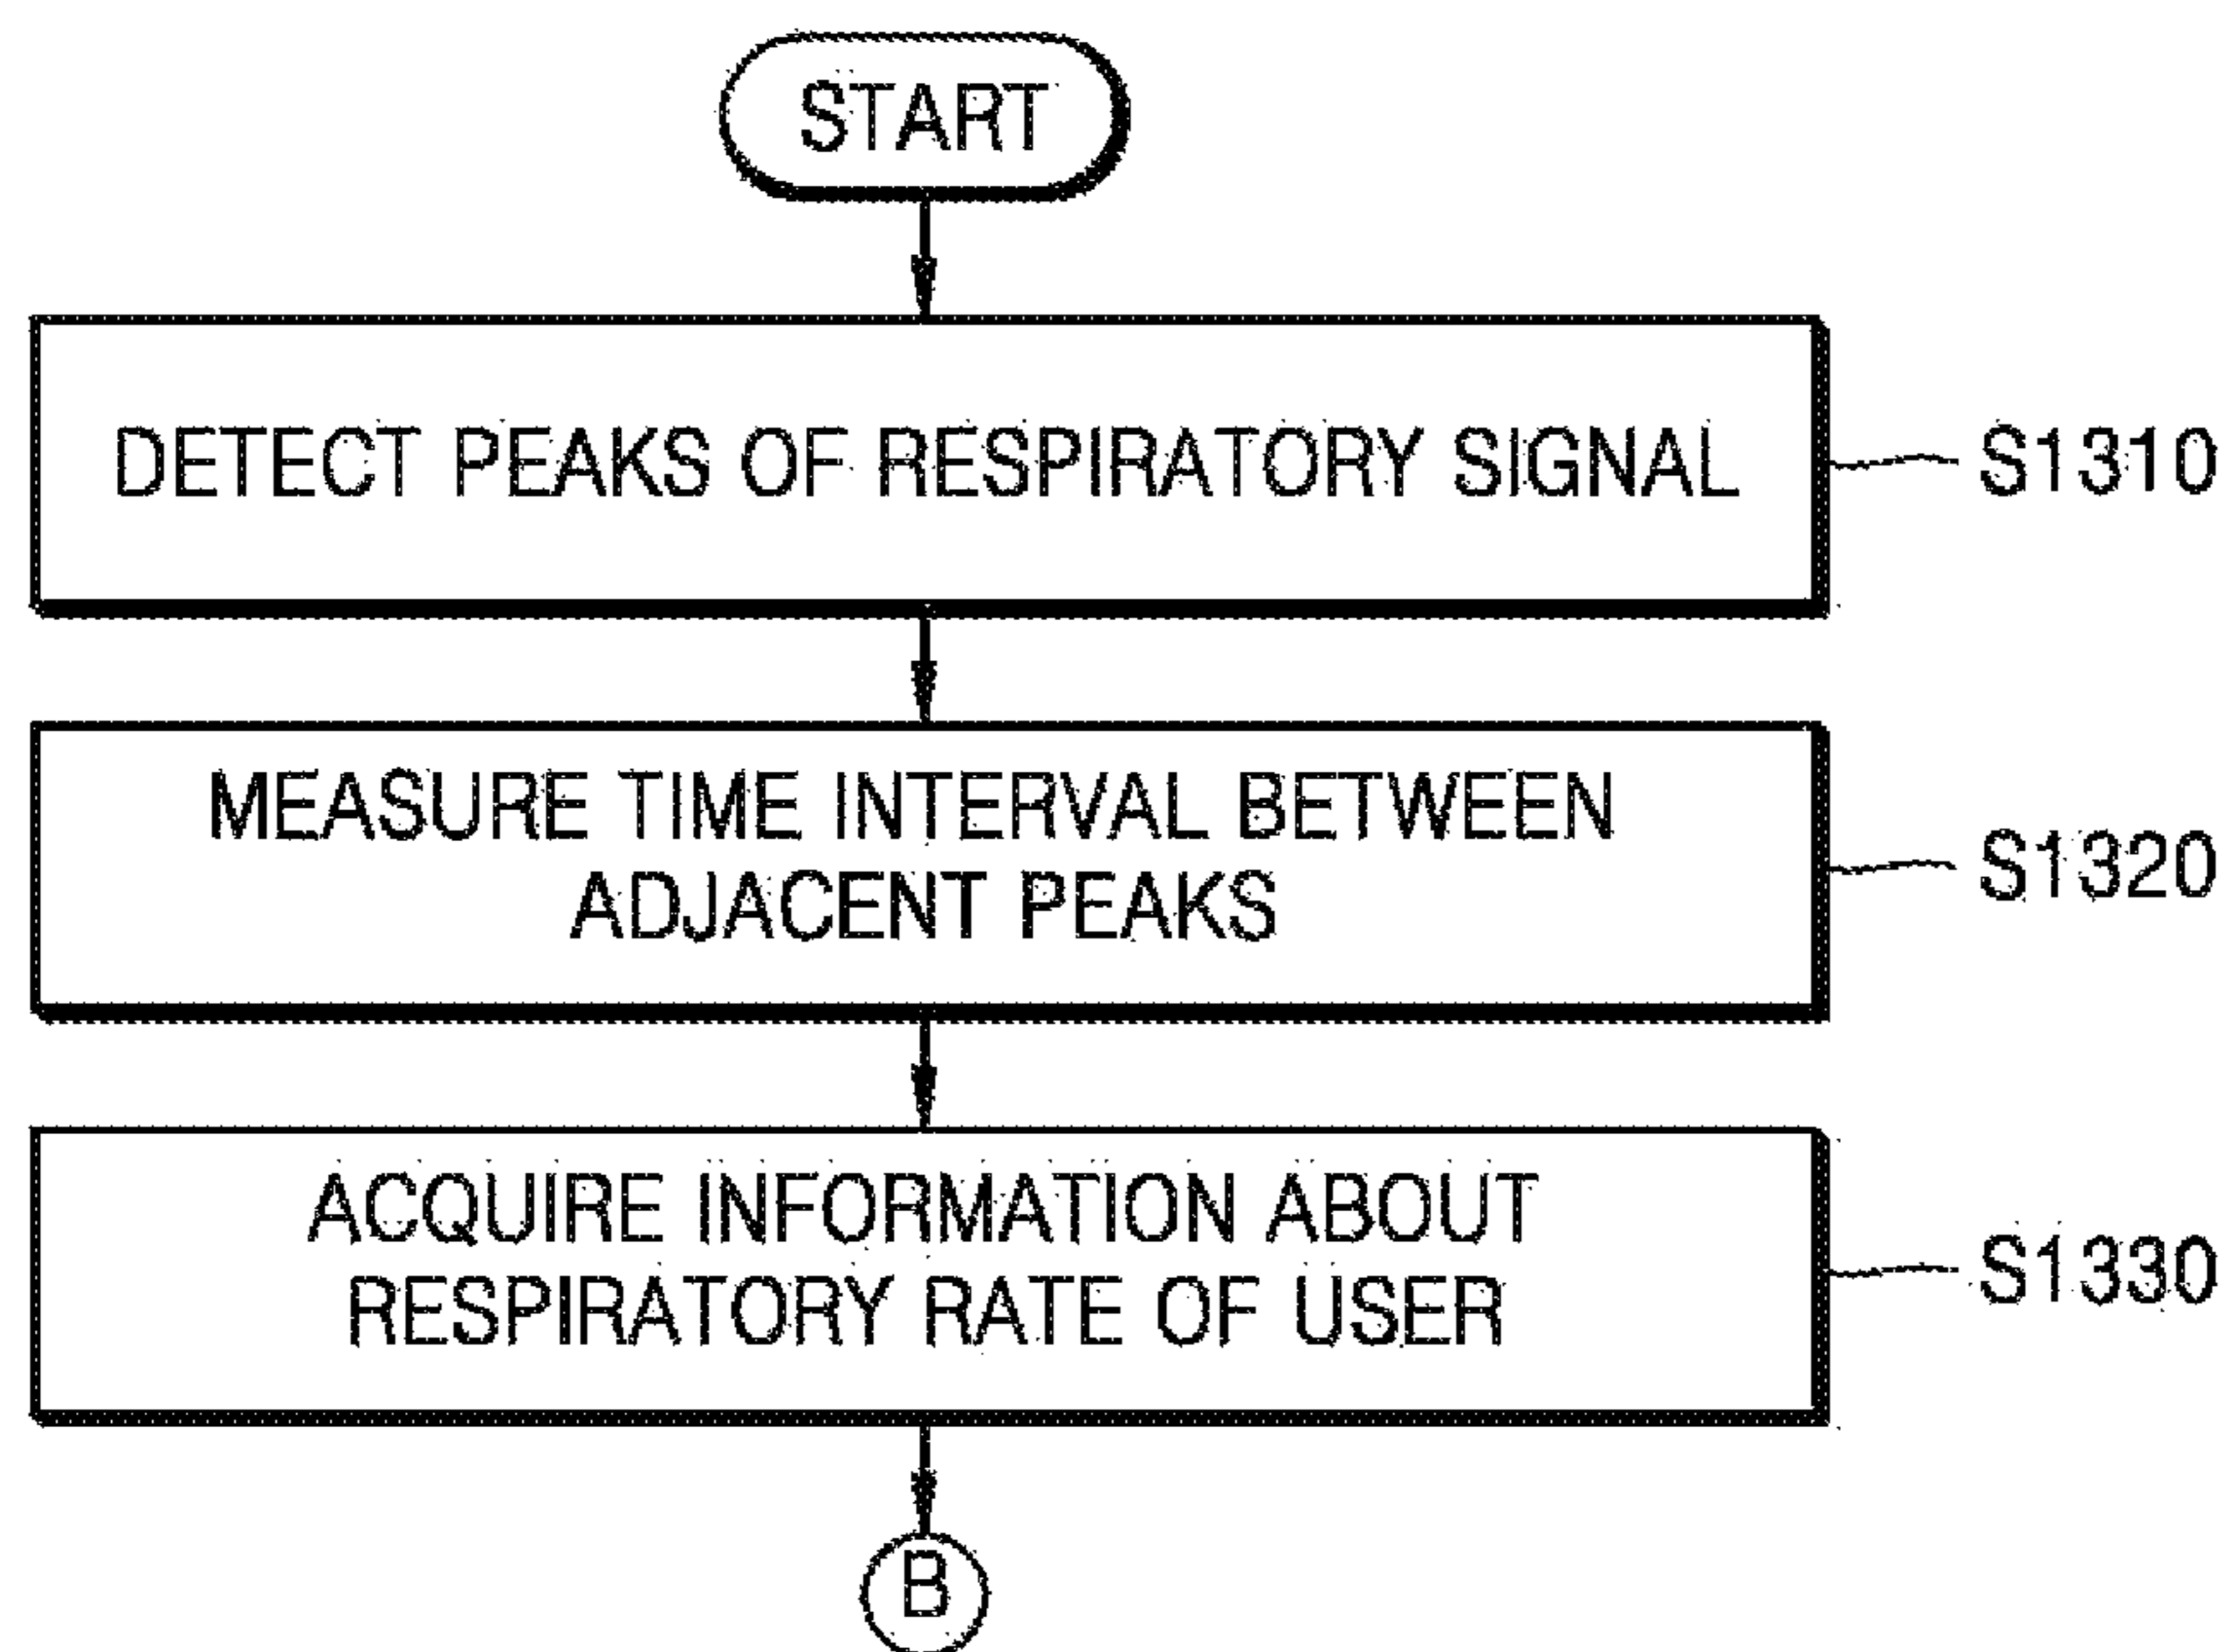 START
DETECT PEAKS OF RESPIRATORY SIGNAL
S1310
MEASURE TIME INTERVAL BETWEEN
ADJACENT PEAKS
S1320
ACQUIRE INFORMATION ABOUT
RESPIRATORY RATE OF USER
S1330
B